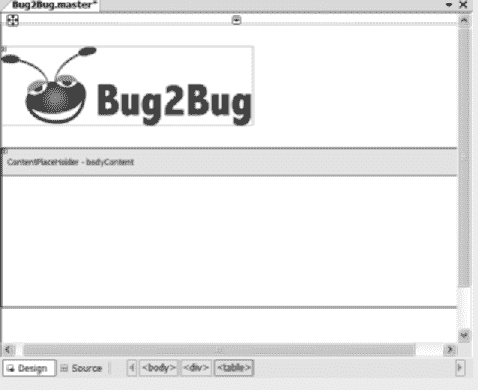 Bug2Bug.master*
Bug2Bug
ContentPlaceHolder - bodyContent
Design Source <body> <div> <table>